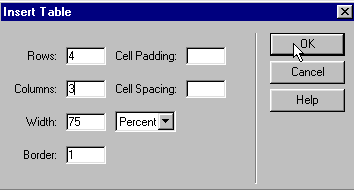 Insert Table
Rows: 4 Cell Padding: OK
Cancel
Columns: 3 Cell Spacing:
Help
Width: 75 Percent
Border: 1